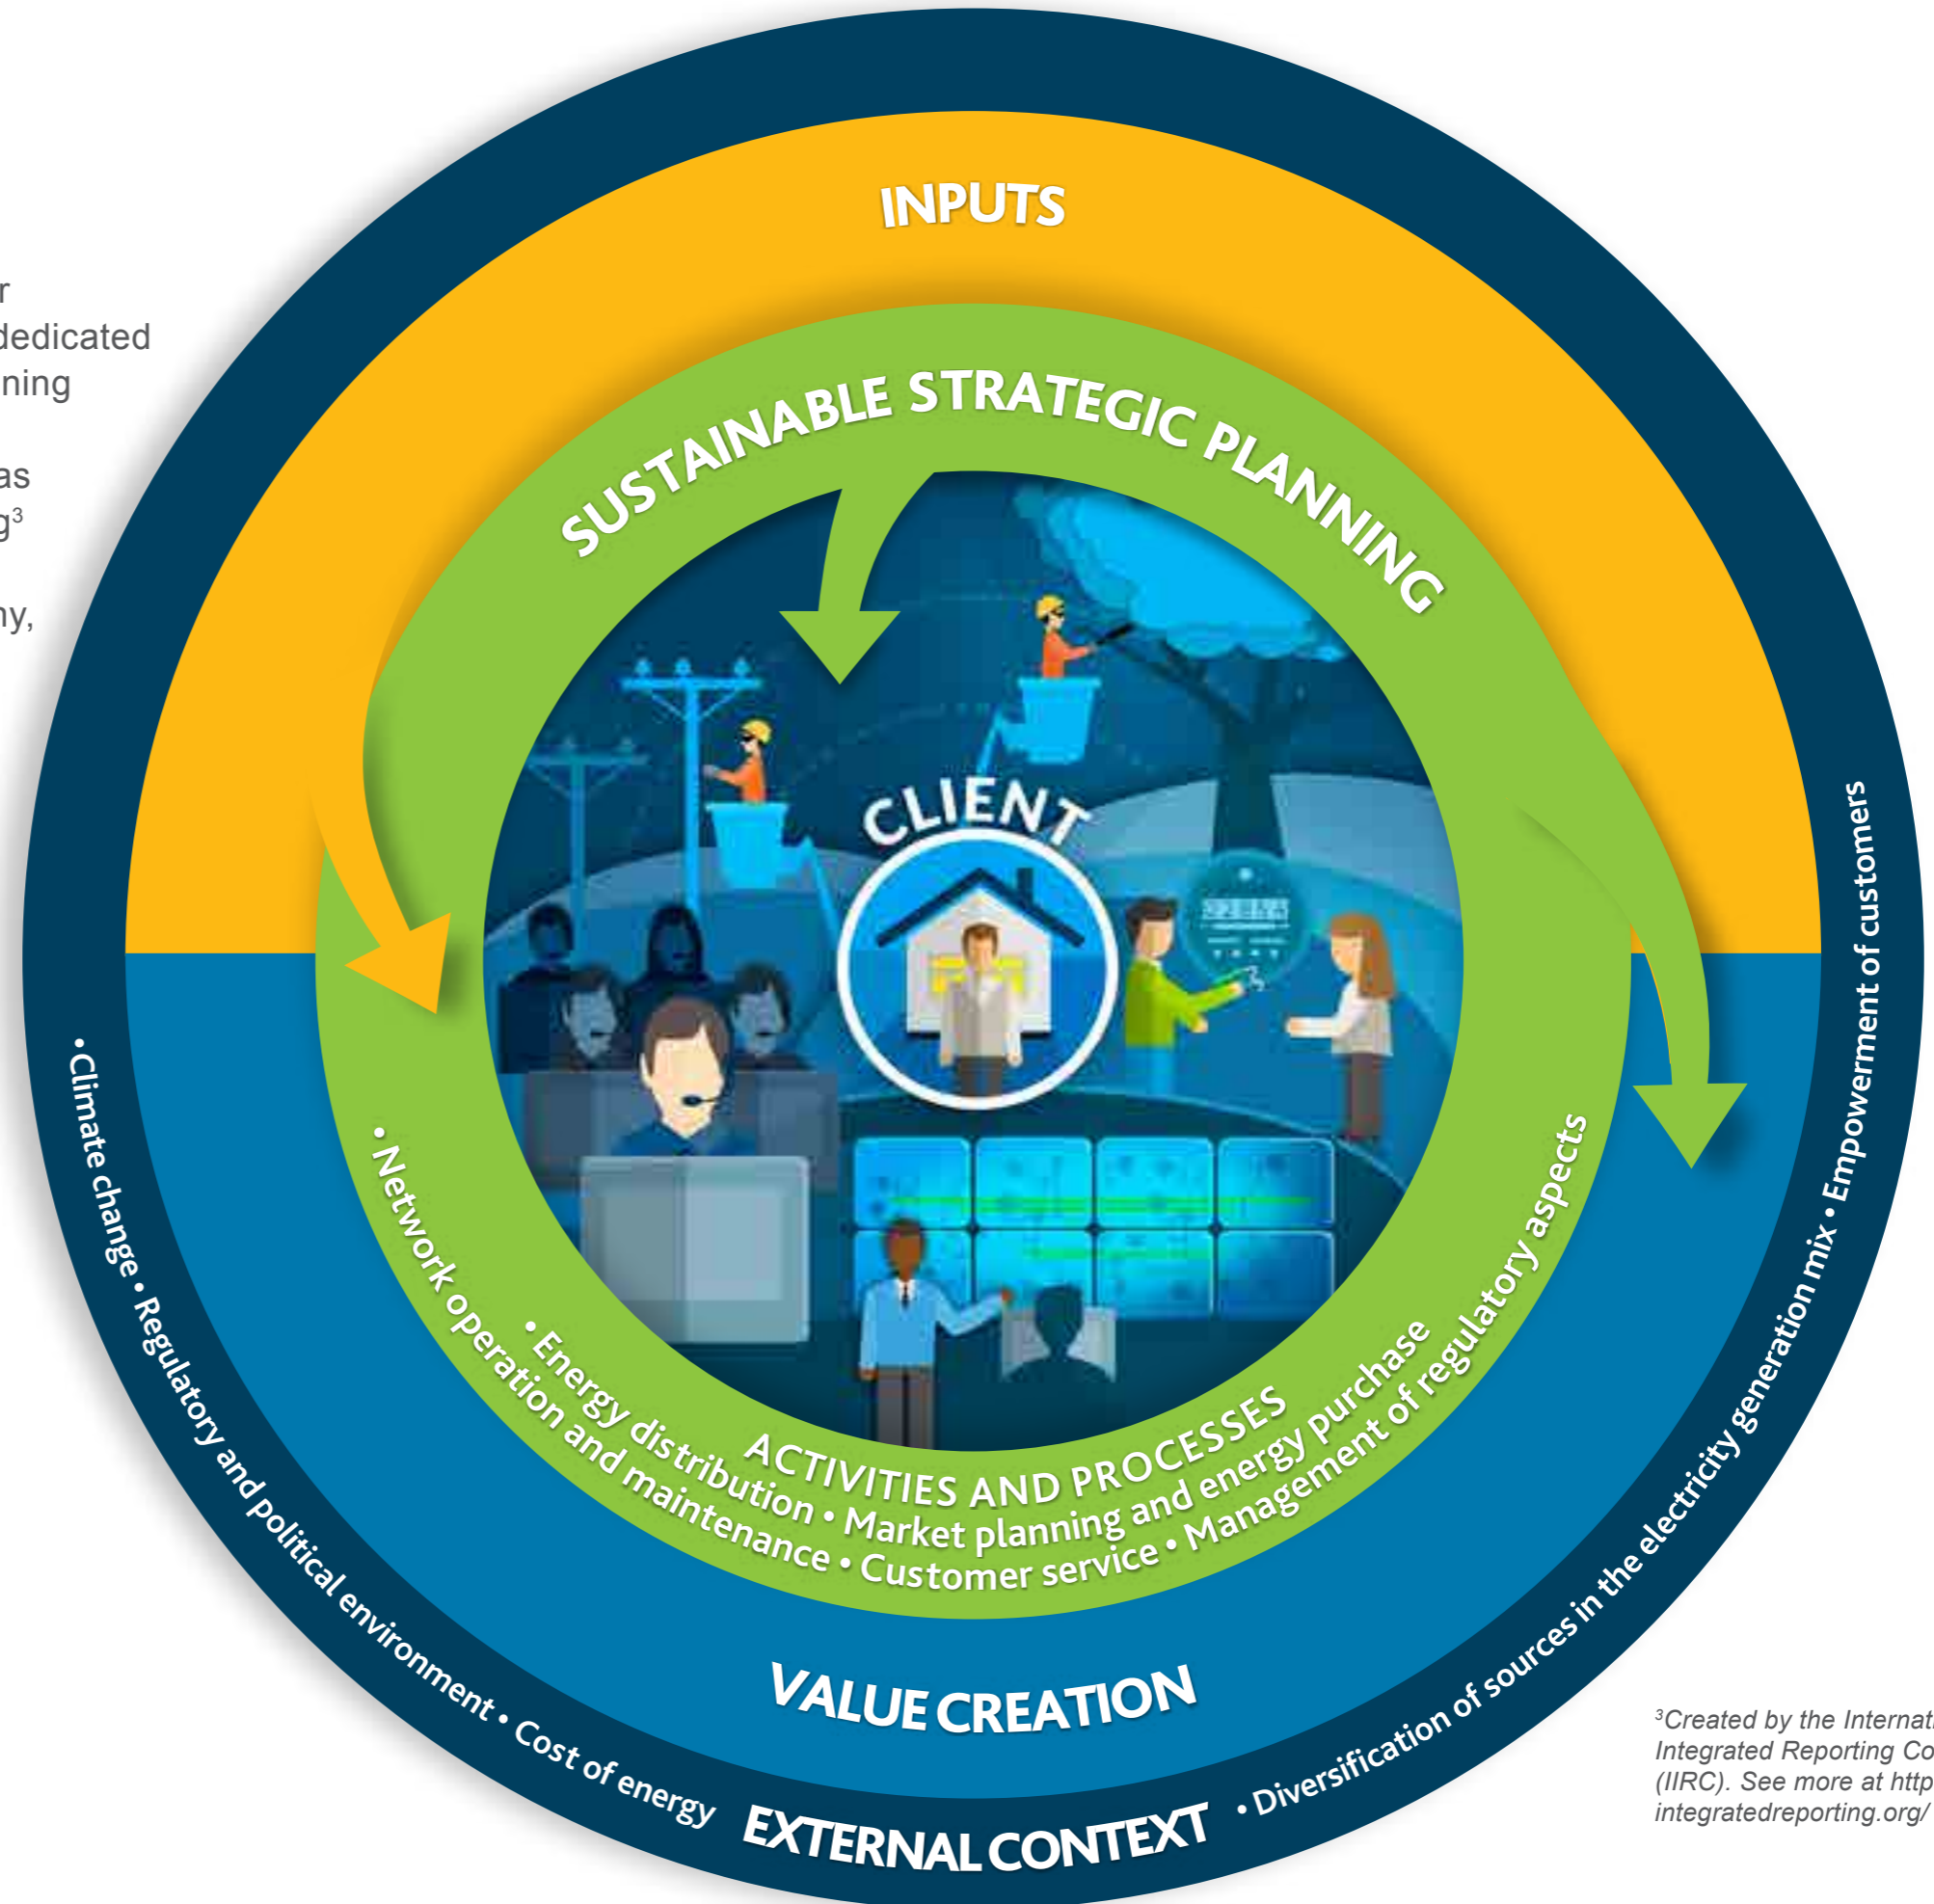 r
dedicated
ning
as
g³
ny,
INPUTS
SUSTAINABLE STRATEGIC PLANNING
CLIENT
ACTIVITIES AND PROCESSES
• Energy distribution • Market planning and energy purchase
• Network operation and maintenance • Customer service • Management of regulatory aspects
VALUE CREATION
•Climate change • Regulatory and political environment • Cost of energy
EXTERNAL CONTEXT
• Diversification of sources in the electricity generation mix • Empowerment of customers
³Created by the Internati
Integrated Reporting Co
(IIRC). See more at http
integratedreporting.org/